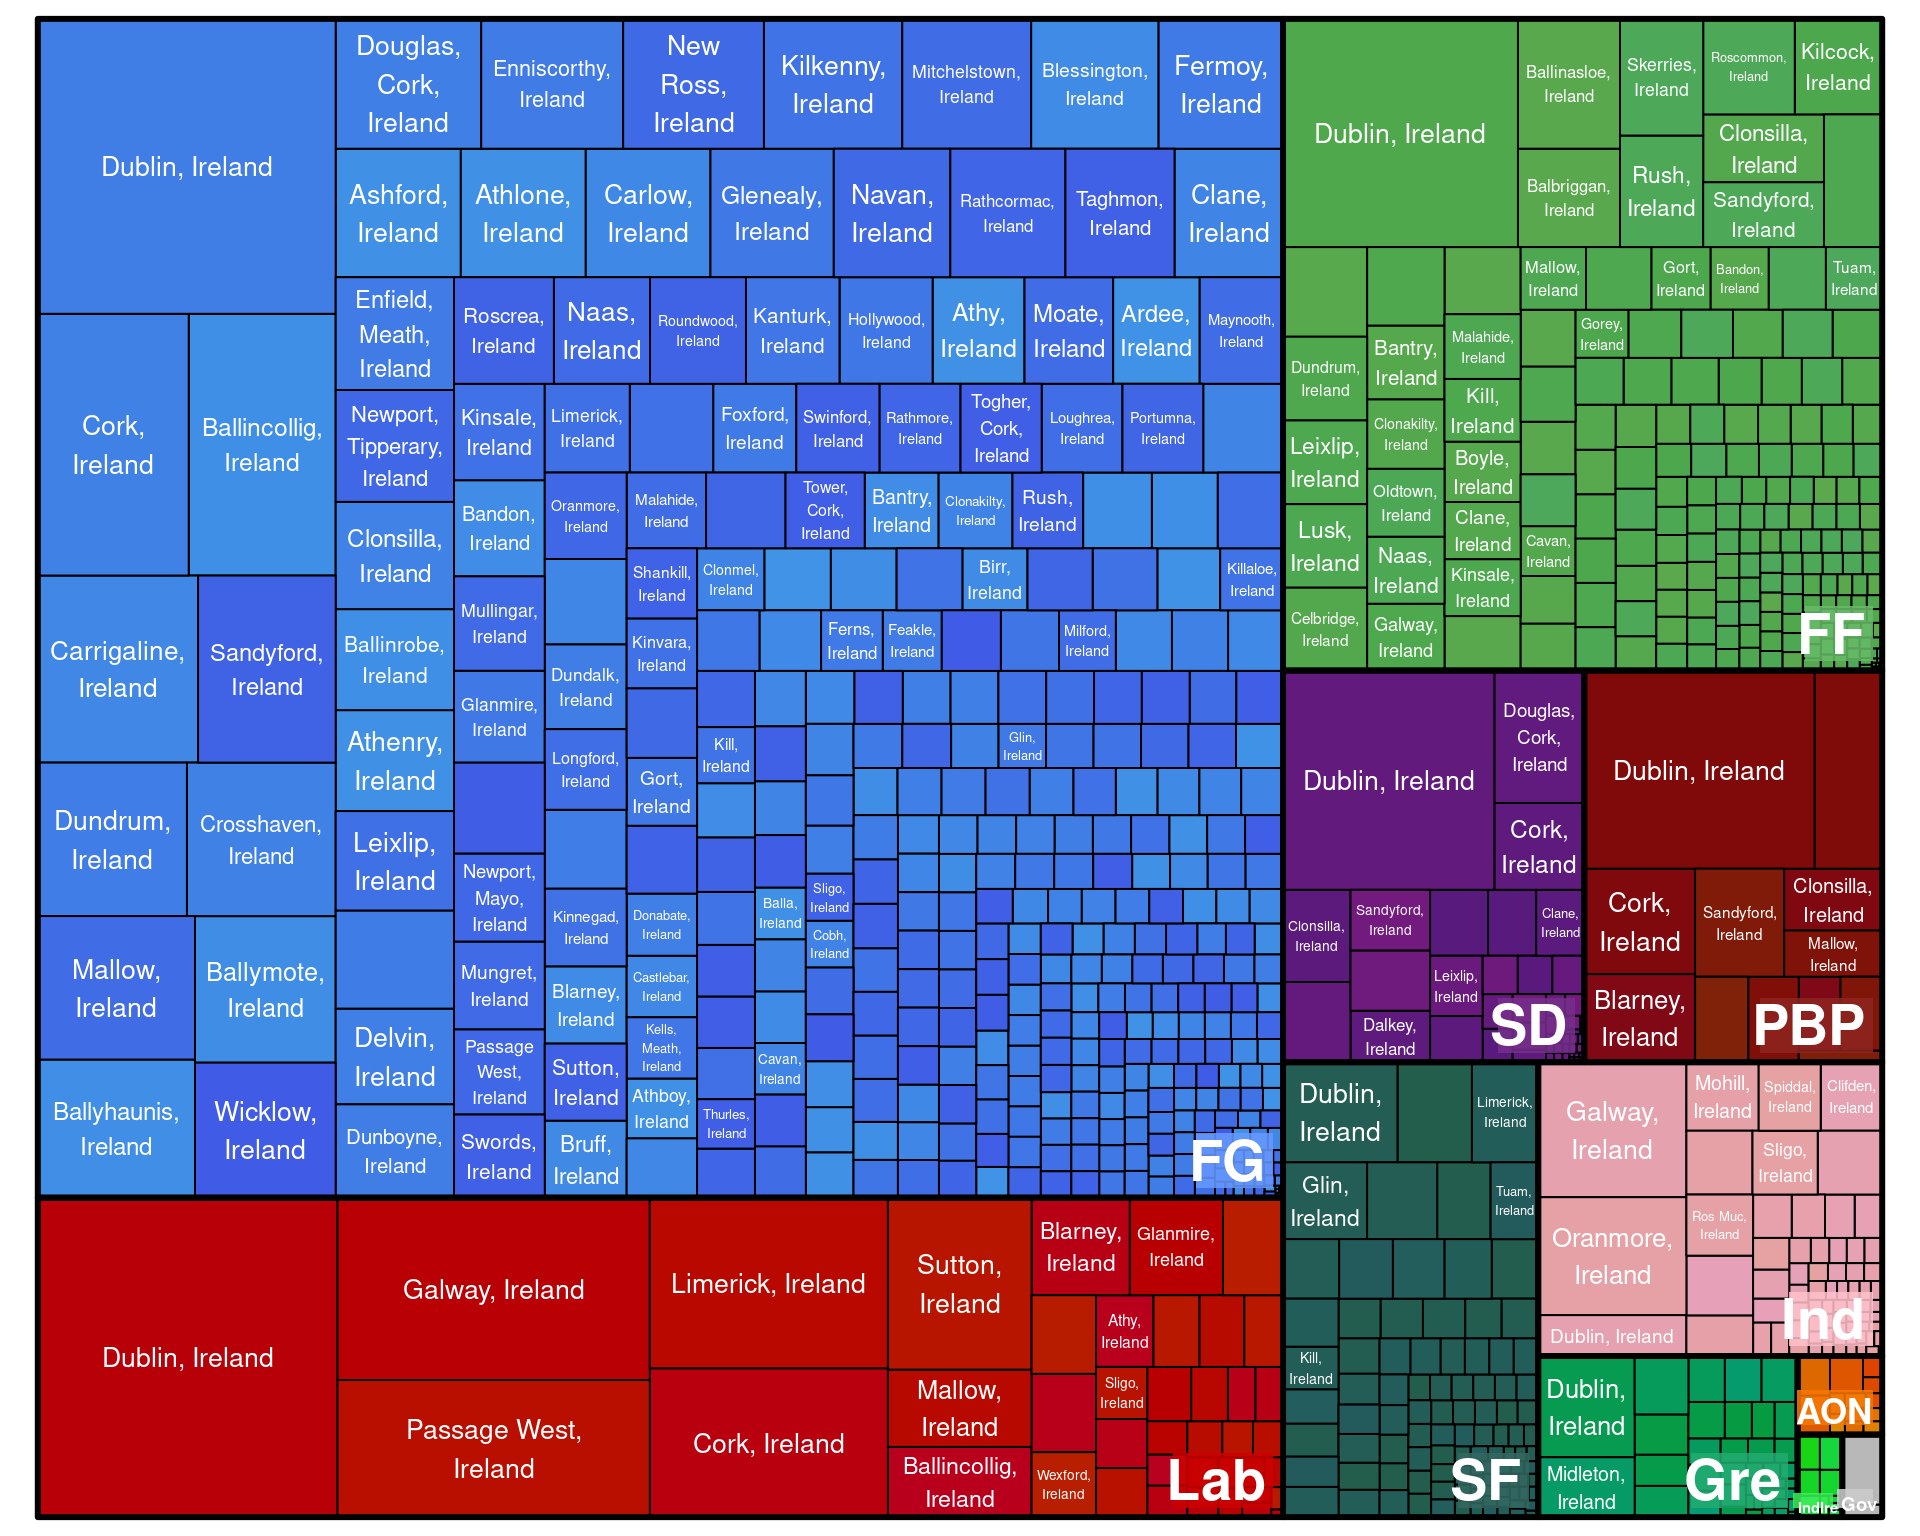 Dublin, Ireland
Douglas,
Cork,
Ireland
Enniscorthy,
Ireland
New
Ross,
Ireland
Kilkenny,
Ireland
Mitchelstown,
Ireland
Blessington,
Ireland
Fermoy,
Ireland
Ashford,
Ireland
Athlone,
Ireland
Carlow,
Ireland
Glenealy,
Ireland
Navan,
Ireland
Rathcormac,
Ireland
Taghmon,
Ireland
Clane,
Ireland
Cork,
Ireland
Ballincollig,
Ireland
Carrigaline,
Ireland
Sandyford,
Ireland
Dundrum,
Ireland
Crosshaven,
Ireland
Mallow,
Ireland
Ballymote,
Ireland
Ballyhaunis,
Ireland
Wicklow,
Ireland
Enfield,
Meath,
Ireland
Newport,
Tipperary,
Ireland
Clonsilla,
Ireland
Ballinrobe,
Ireland
Athenry,
Ireland
Leixlip,
Ireland
Delvin,
Ireland
Dunboyne,
Ireland
Roscrea,
Ireland
Naas,
Ireland
Roundwood,
Ireland
Kanturk,
Ireland
Hollywood,
Ireland
Athy,
Ireland
Moate,
Ireland
Ardee,
Ireland
Maynooth,
Ireland
Kinsale,
Ireland
Bandon,
Ireland
Mullingar,
Ireland
Glanmire,
Ireland
Newport,
Mayo,
Ireland
Mungret,
Ireland
Passage
West,
Ireland
Swords,
Ireland
Limerick,
Ireland
Foxford,
Ireland
Swinford,
Ireland
Rathmore,
Ireland
Togher,
Cork,
Ireland
Loughrea,
Ireland
Portumna,
Ireland
Oranmore,
Ireland
Dundalk,
Ireland
Longford,
Ireland
Kinnegad,
Ireland
Blarney,
Ireland
Sutton,
Ireland
Bruff,
Ireland
Malahide,
Ireland
Tower,
Cork,
Ireland
Bantry,
Ireland
Clonakilty,
Ireland
Rush,
Ireland
Shankill,
Ireland
Kinvara,
Ireland
Gort,
Ireland
Donabate,
Ireland
Castlebar,
Ireland
Kells,
Meath,
Ireland
Athboy,
Ireland
Clonmel,
Ireland
Birr,
Ireland
Killaloe,
Ireland
Ferns,
Ireland
Feakle,
Ireland
Milford,
Ireland
Kill,
Ireland
Thurles,
Ireland
Balla,
Ireland
Cavan,
Ireland
Sligo,
Ireland
Cobh,
Ireland
Glin,
Ireland
FG
Dublin, Ireland
Ballinasloe,
Ireland
Balbriggan,
Ireland
Skerries,
Ireland
Rush,
Ireland
Roscommon,
Ireland
Kilcock,
Ireland
Clonsilla,
Ireland
Sandyford,
Ireland
Dundrum,
Ireland
Leixlip,
Ireland
Lusk,
Ireland
Celbridge,
Ireland
Bantry,
Ireland
Clonakilty,
Ireland
Oldtown,
Ireland
Naas,
Ireland
Galway,
Ireland
Malahide,
Ireland
Kill,
Ireland
Boyle,
Ireland
Clane,
Ireland
Kinsale,
Ireland
Mallow,
Ireland
Gort,
Ireland
Bandon,
Ireland
Tuam,
Ireland
Gorey,
Ireland
Cavan,
Ireland
FF
Dublin, Ireland
Douglas,
Cork,
Ireland
Cork,
Ireland
Clonsilla,
Ireland
Sandyford,
Ireland
Dalkey,
Ireland
Clane,
Ireland
Leixlip,
Ireland
SD
Dublin, Ireland
Cork,
Ireland
Blarney,
Ireland
Sandyford,
Ireland
Clonsilla,
Ireland
Mallow,
Ireland
PBP
Dublin, Ireland
Galway, Ireland
Passage West,
Ireland
Limerick, Ireland
Cork, Ireland
Sutton,
Ireland
Mallow,
Ireland
Ballincollig,
Ireland
Blarney,
Ireland
Glanmire,
Ireland
Athy,
Ireland
Sligo,
Ireland
Wexford,
Ireland
Lab
Dublin,
Ireland
Limerick,
Ireland
Glin,
Ireland
Tuam,
Ireland
Kill,
Ireland
SF
Galway,
Ireland
Oranmore,
Ireland
Dublin, Ireland
Mohill,
Ireland
Spiddal,
Ireland
Clifden,
Ireland
Sligo,
Ireland
Ros Muc,
Ireland
Ind
Dublin,
Ireland
Midleton,
Ireland
Gre
AON
IndIre
Gov